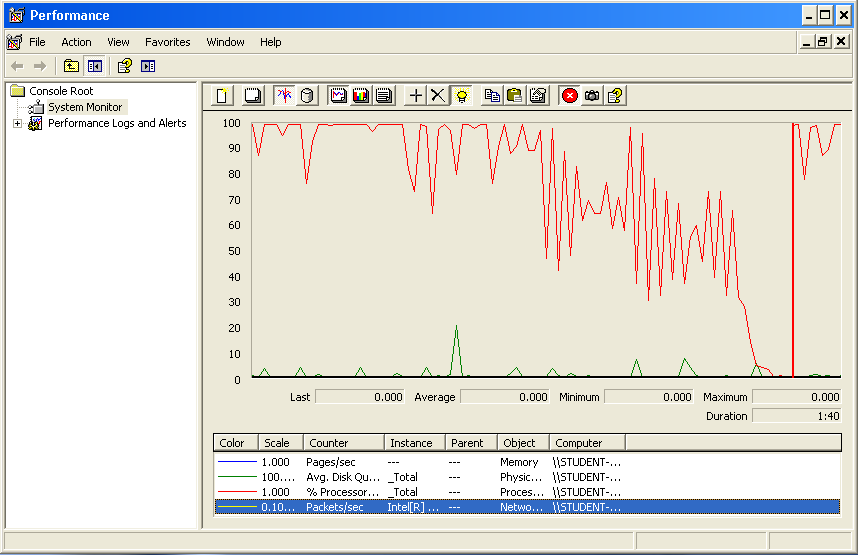 Performance
File Action View Favorites Window Help
Console Root
System Monitor
Performance Logs and Alerts
100
90
80
70
60
50
40
30
20
10
0
Last 0.000 Average 0.000 Minimum 0.000 Maximum 0.000
Duration 1:40
Color Scale Counter Instance Parent Object Computer
1.000 Pages/sec --- --- Memory \\STUDENT-...
100.... Avg. Disk Qu... _Total --- Physic... \\STUDENT-...
1.000 % Processor... _Total --- Proces... \\STUDENT-...
0.10... Packets/sec Intel[R] ... --- Netwo... \\STUDENT-...